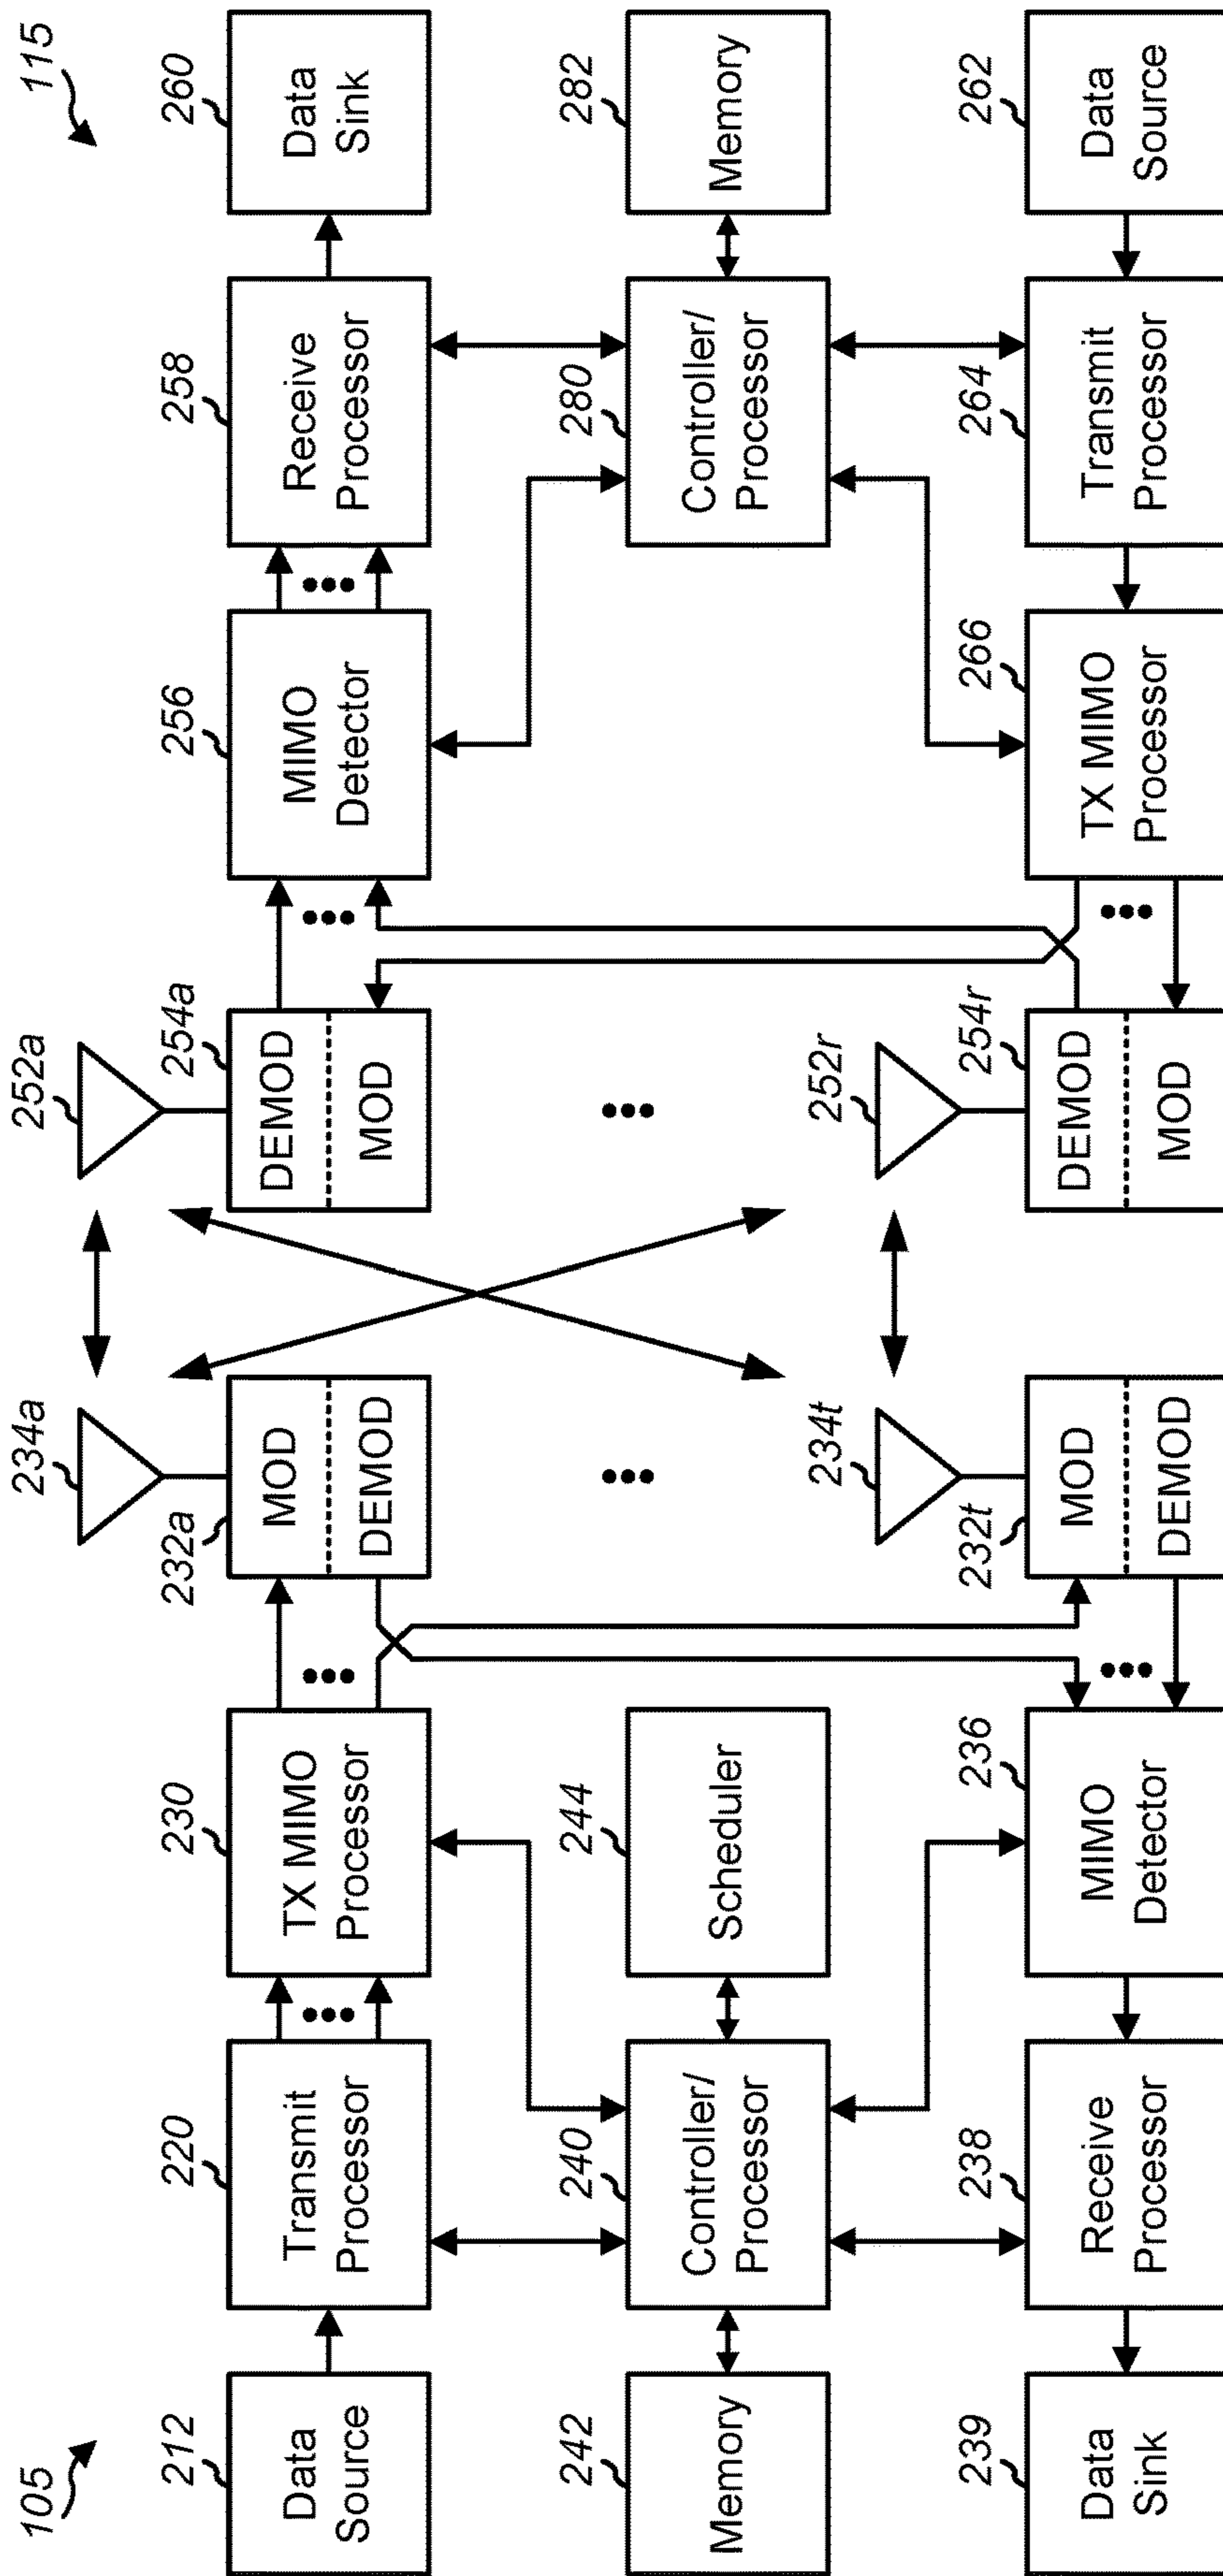 105
115
212
Data
Source
220
Transmit
Processor
230
TX MIMO
Processor
232a
MOD
DEMOD
234a
252a
254a
DEMOD
MOD
256
MIMO
Detector
258
Receive
Processor
260
Data
Sink
242
Memory
240
Controller/
Processor
244
Scheduler
280
Controller/
Processor
282
Memory
239
Data
Sink
238
Receive
Processor
236
MIMO
Detector
232t
MOD
DEMOD
234t
252r
254r
DEMOD
MOD
266
TX MIMO
Processor
264
Transmit
Processor
262
Data
Source